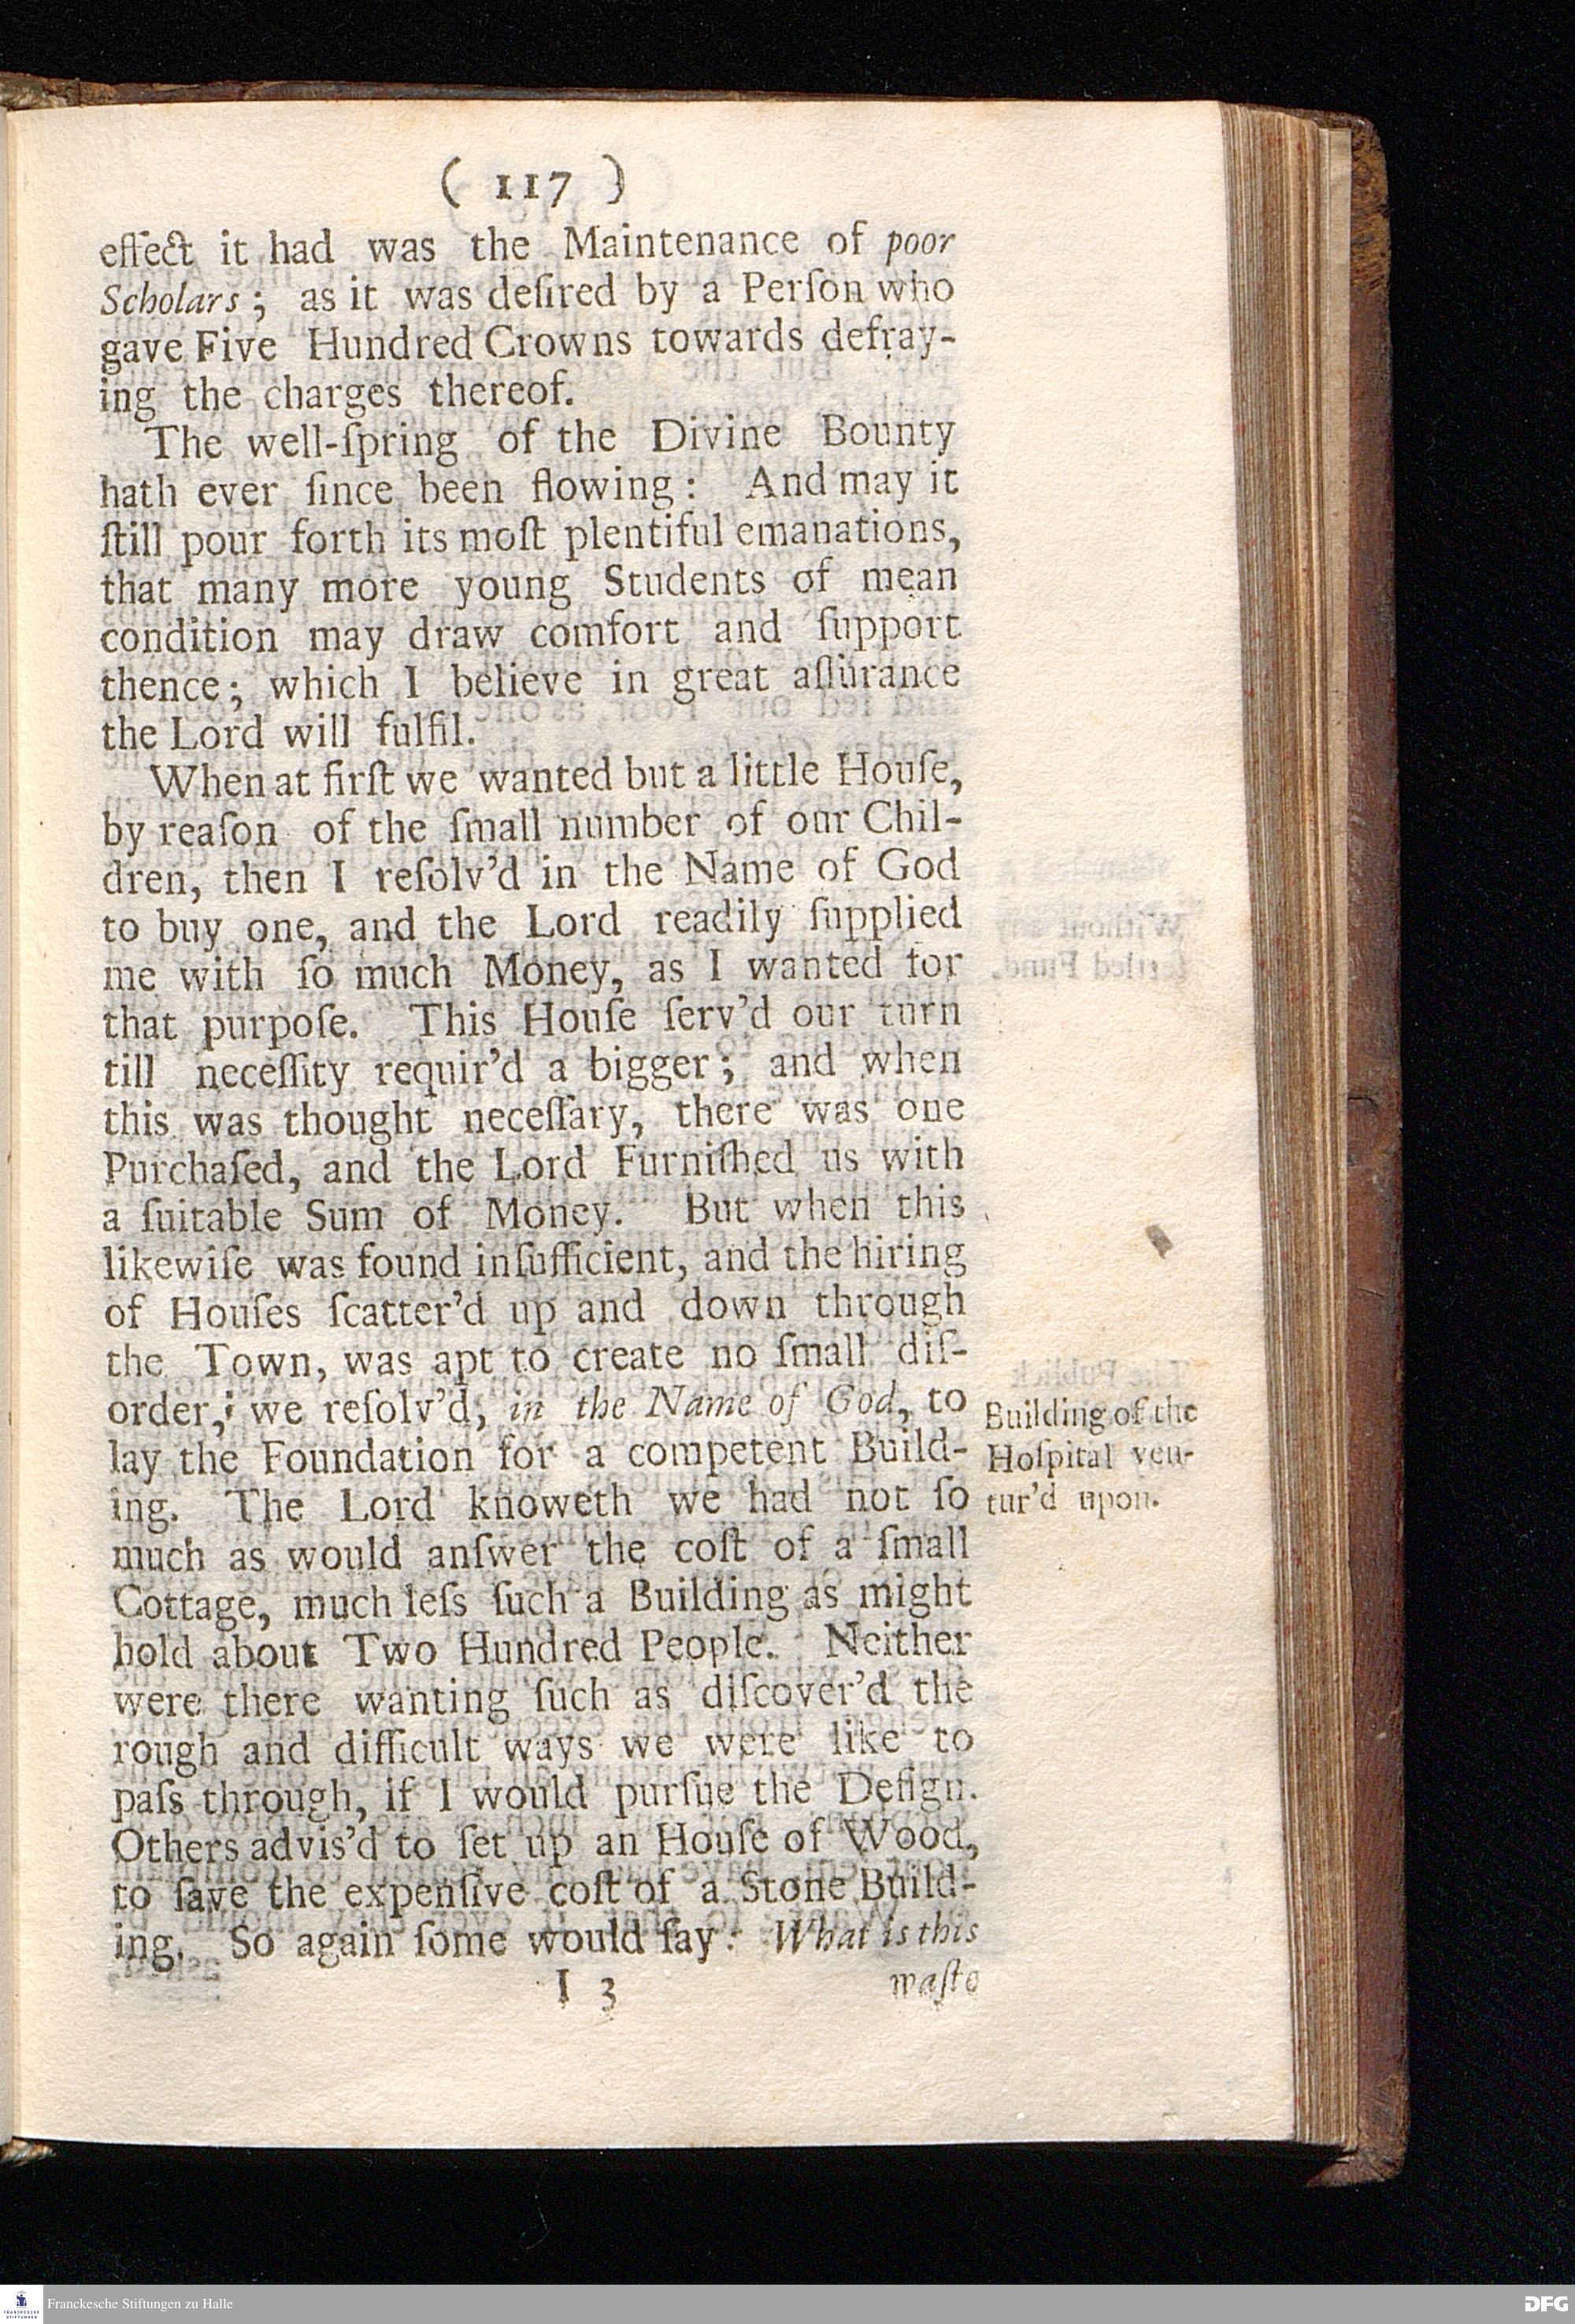 ( 117 )
effect it had was the Maintenance of poor
Scholars; as it was deſired by a Perſon who
gave Five Hundred Crowns towards defray-
ing the charges thereof.
The well-ſpring of the Divine Bounty
hath ever ſince been flowing: And may it
ſtill pour forth its moſt plentiful emanations,
that many more young Students of mean
condition may draw comfort and ſupport
thence; which I believe in great aſſurance
the Lord will fulfil.
When at firſt we wanted but a little Houſe,
by reaſon of the ſmall number of our Chil-
dren, then I reſolv'd in the Name of God
to buy one, and the Lord readily ſupplied
me with ſo much Money, as I wanted for
that purpoſe. This Houſe ſerv'd our turn
till neceſſity requir'd a bigger; and when
this was thought neceſſary, there was one
Purchaſed, and the Lord Furniſhed us with
a ſuitable Sum of Money. But when this
likewiſe was found inſufficient, and the hiring
of Houſes ſcatter'd up and down through
the Town, was apt to create no ſmall diſ-
order,; we reſolv'd, in the Name of God, to
lay the Foundation for a competent Build-
ing. The Lord knoweth we had not ſo
much as would anſwer the coſt of a ſmall
Cottage, much leſs ſuch a Building as might
hold about Two Hundred People. Neither
were there wanting ſuch as diſcover'd the
rough and difficult ways we were like to
paſs through, if I would purſue the Deſign.
Others advis'd to ſet up an Houſe of Wood,
to ſave the expenſive coſt of a Stone Build-
ing. So again ſome would ſay: What is this
I 3 waſte
Building of the
Hoſpital ven-
tur'd upon.
FRANCKESCHE
STIFTUNGEN
Franckesche Stiftungen zu Halle
DFG